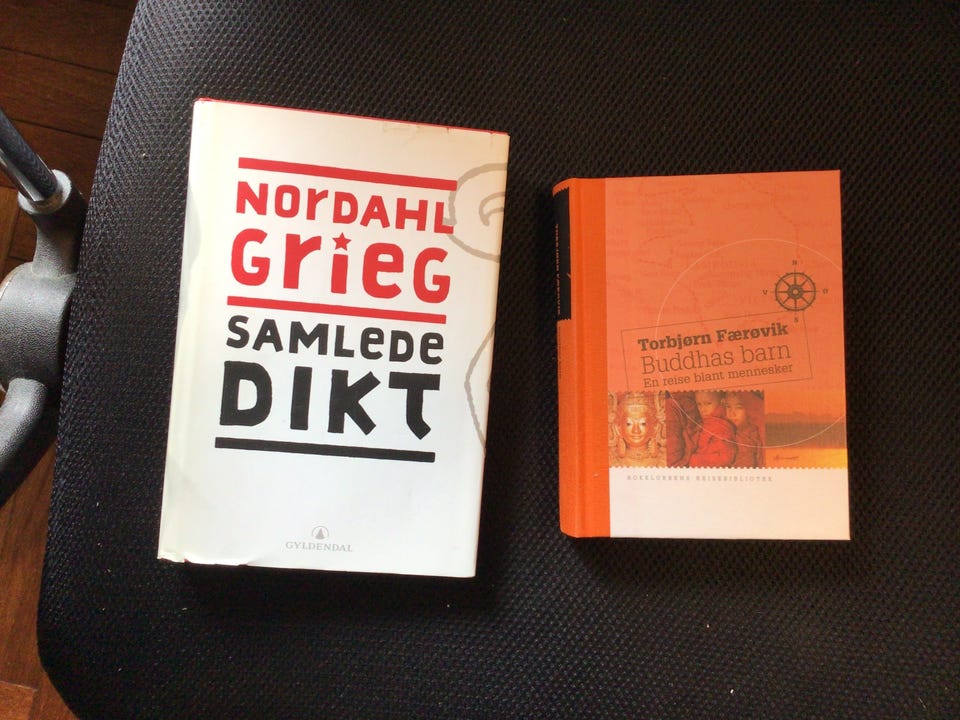 NORDAHL
GRIEG
SAMLEDE
DIKT
GYLDENDAL
N
V
Ø
S
Torbjørn Færøvik
Buddhas barn
En reise blant mennesker
BOKKLUBBENS REISEBIBLIOTEK